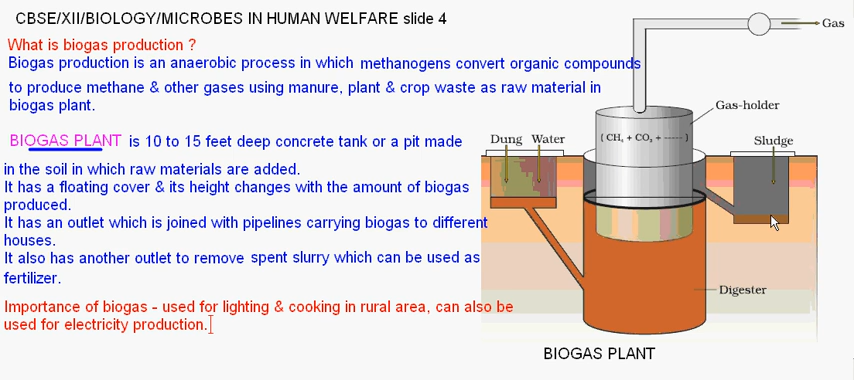 CBSE/XII/BIOLOGY/MICROBES IN HUMAN WELFARE slide 4
What is biogas production ?
Biogas production is an anaerobic process in which methanogens convert organic compounds
to produce methane & other gases using manure, plant & crop waste as raw material in
biogas plant.
BIOGAS PLANT is 10 to 15 feet deep concrete tank or a pit made
in the soil in which raw materials are added.
It has a floating cover & its height changes with the amount of biogas
produced.
It has an outlet which is joined with pipelines carrying biogas to different
houses.
It also has another outlet to remove spent slurry which can be used as
fertilizer.
Importance of biogas - used for lighting & cooking in rural area, can also be
used for electricity production.
Gas
Gas-holder
( CH₄ + CO₂ + ----- )
Dung Water
Sludge
Digester
BIOGAS PLANT